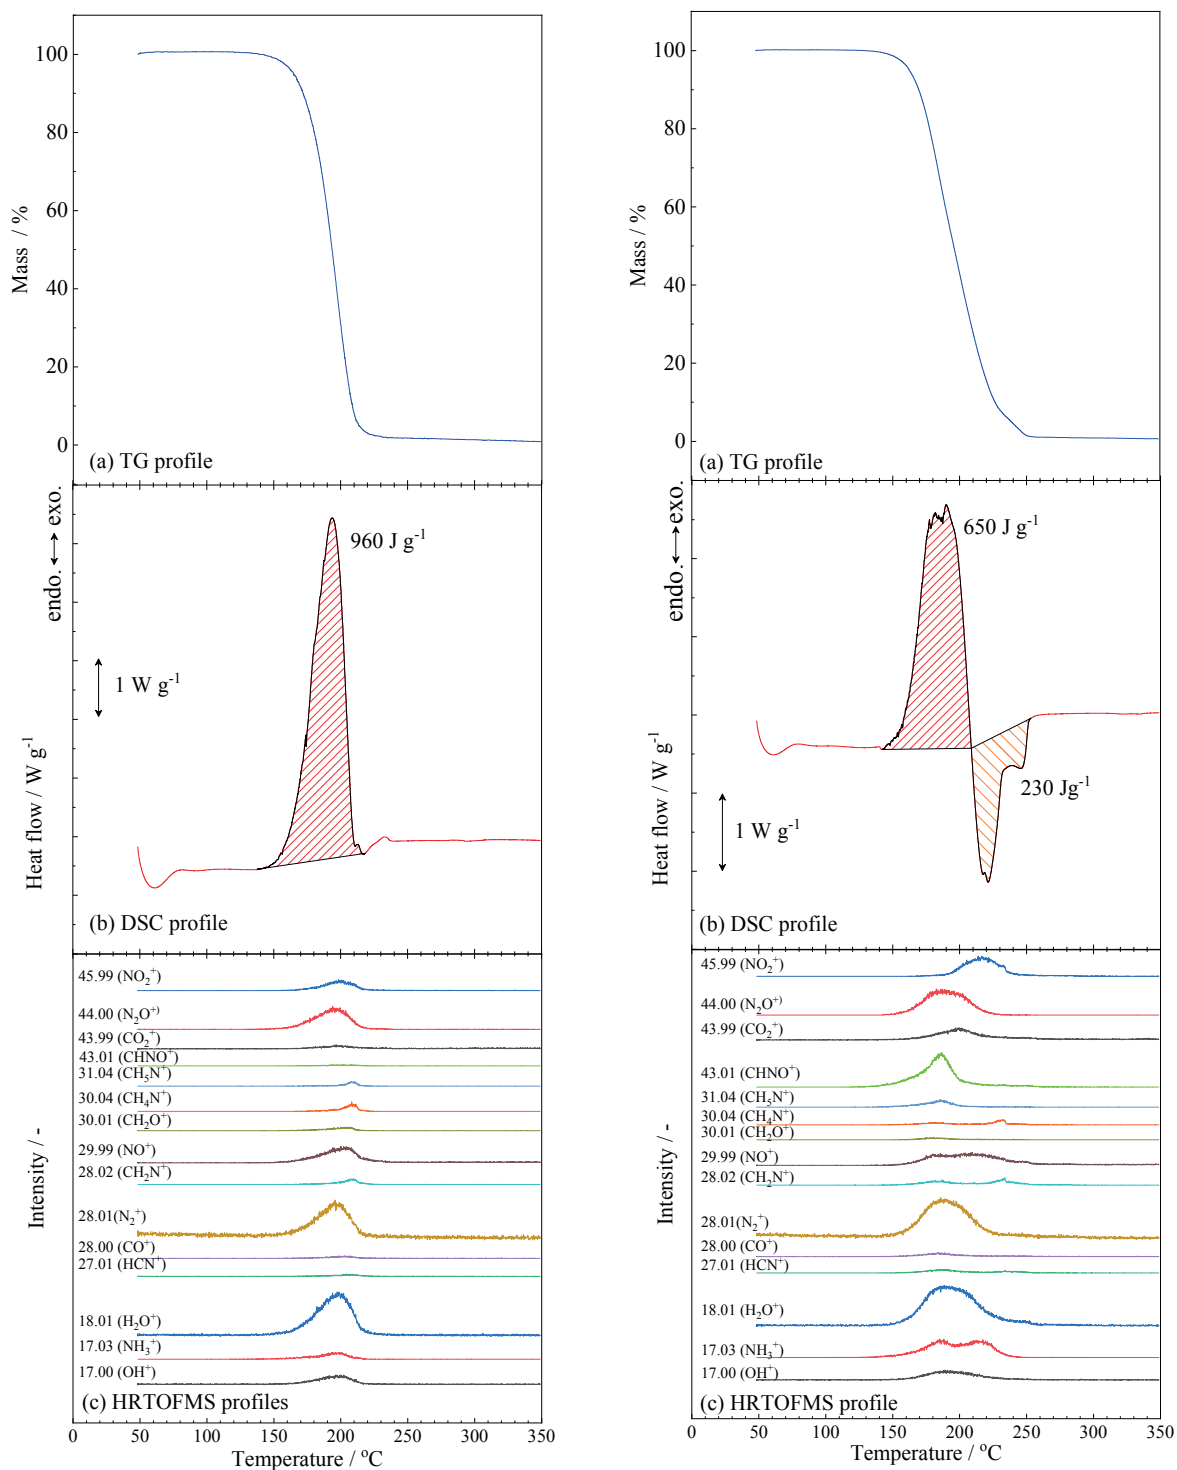 100
80
60
40
20
0
Mass / %
(a) TG profile
endo. ↔ exo.
960 J g⁻¹
1 W g⁻¹
Heat flow / W g⁻¹
(b) DSC profile
45.99 (NO₂⁺)
44.00 (N₂O⁺)
43.99 (CO₂⁺)
43.01 (CHNO⁺)
31.04 (CH₅N⁺)
30.04 (CH₄N⁺)
30.01 (CH₂O⁺)
29.99 (NO⁺)
28.02 (CH₂N⁺)
28.01(N₂⁺)
28.00 (CO⁺)
27.01 (HCN⁺)
18.01 (H₂O⁺)
17.03 (NH₃⁺)
17.00 (OH⁺)
Intensity / -
(c) HRTOFMS profiles
0 50 100 150 200 250 300 350
Temperature / °C
100
80
60
40
20
0
Mass / %
(a) TG profile
endo. ↔ exo.
650 J g⁻¹
230 Jg⁻¹
1 W g⁻¹
Heat flow / W g⁻¹
(b) DSC profile
45.99 (NO₂⁺)
44.00 (N₂O⁺)
43.99 (CO₂⁺)
43.01 (CHNO⁺)
31.04 (CH₅N⁺)
30.04 (CH₄N⁺)
30.01 (CH₂O⁺)
29.99 (NO⁺)
28.02 (CH₂N⁺)
28.01(N₂⁺)
28.00 (CO⁺)
27.01 (HCN⁺)
18.01 (H₂O⁺)
17.03 (NH₃⁺)
17.00 (OH⁺)
Intensity / -
(c) HRTOFMS profile
0 50 100 150 200 250 300 350
Temperature / °C